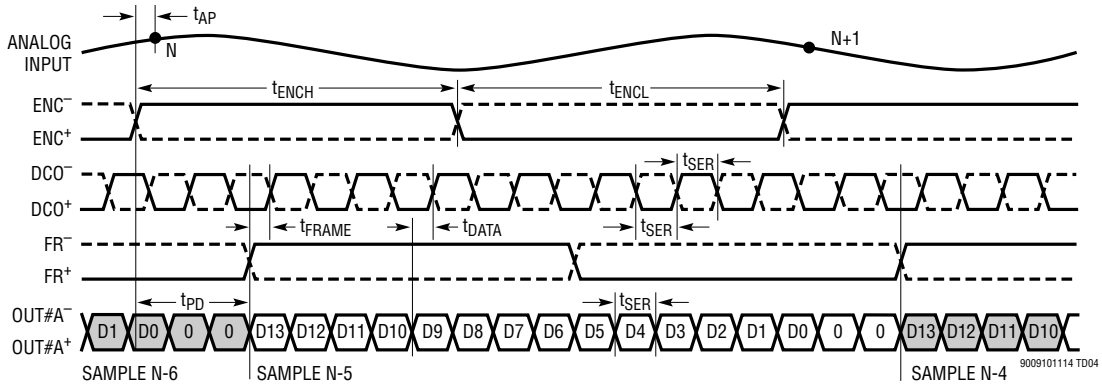 tAP
ANALOG
INPUT
N
N+1
tENCH
tENCL
ENC–
ENC+
DCO–
DCO+
tSER
tFRAME
tDATA
tSER
FR–
FR+
tPD
tSER
OUT#A–
OUT#A+
D1 D0 0 0 D13 D12 D11 D10 D9 D8 D7 D6 D5 D4 D3 D2 D1 D0 0 0 D13 D12 D11 D10
SAMPLE N-6
SAMPLE N-5
SAMPLE N-4
9009101114 TD04